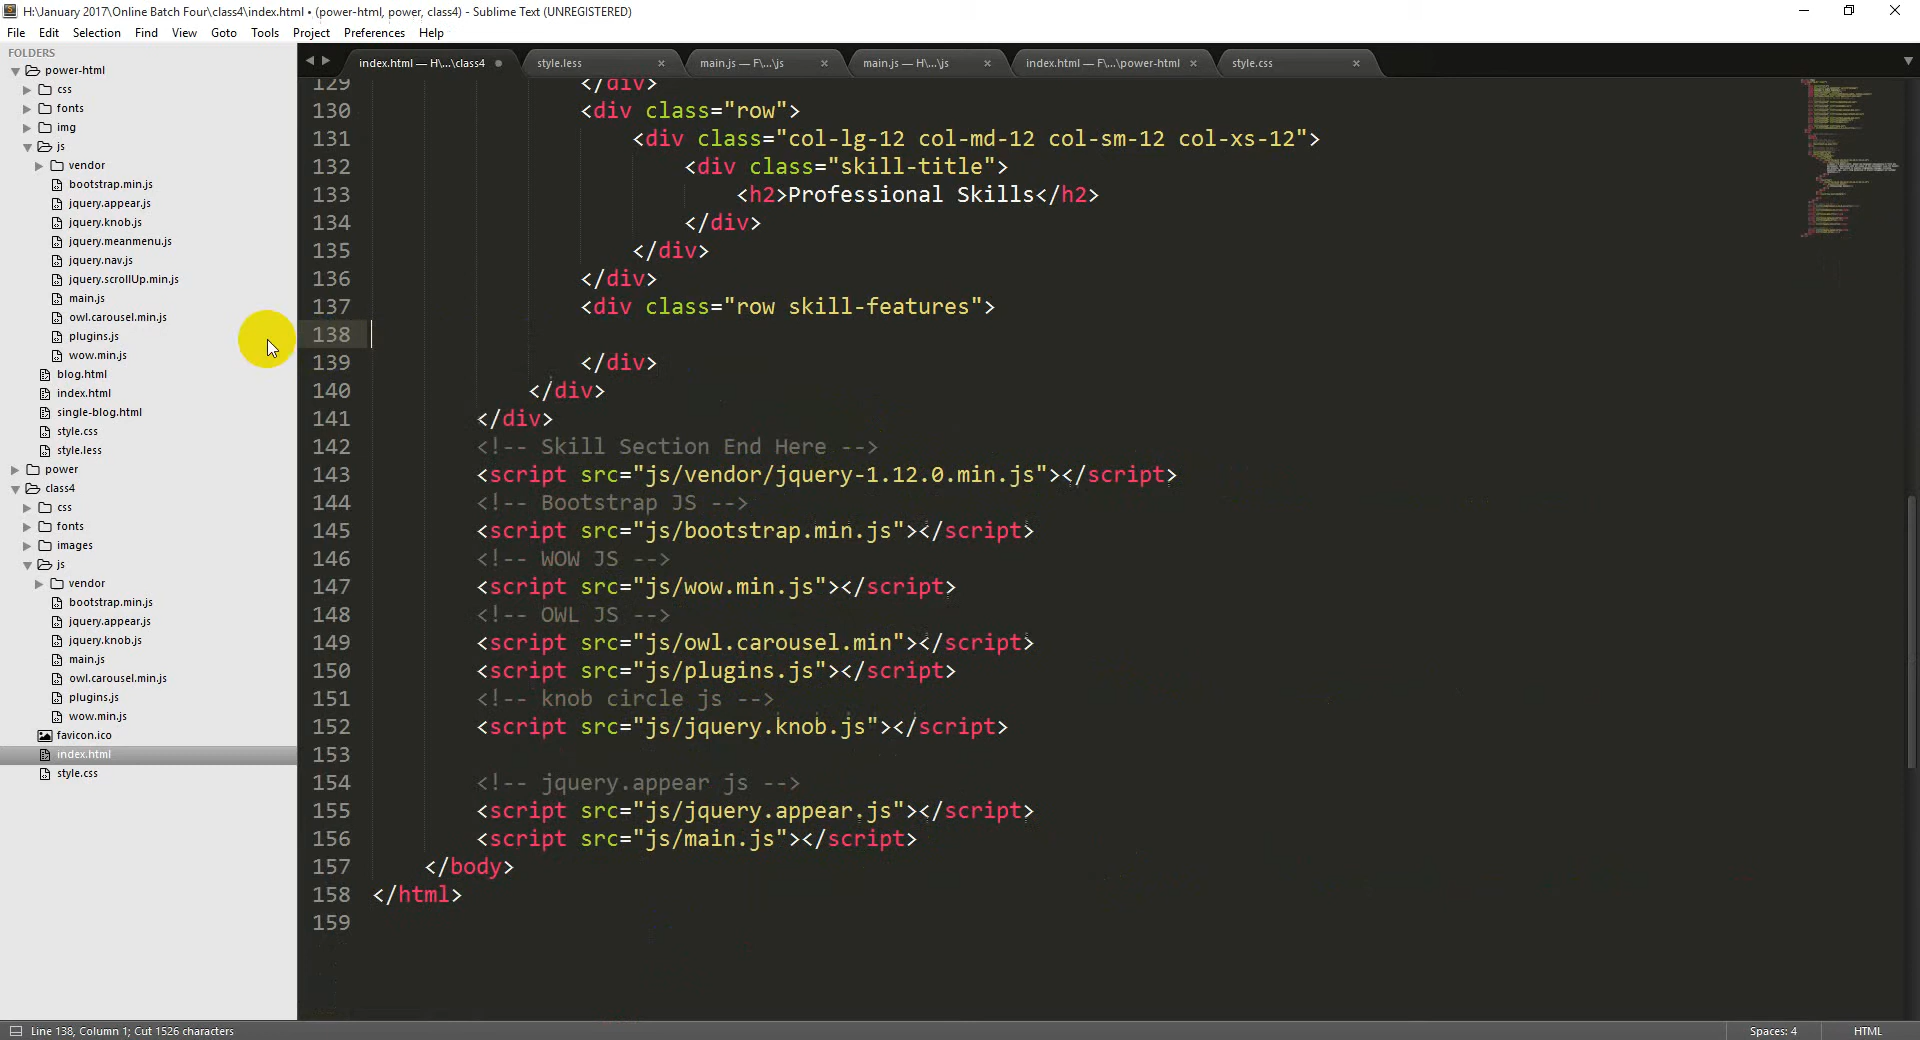 H:\January 2017\Online Batch Four\class4\index.html • (power-html, power, class4) - Sublime Text (UNREGISTERED)
File Edit Selection Find View Goto Tools Project Preferences Help
FOLDERS
power-html
css
fonts
img
js
vendor
bootstrap.min.js
jquery.appear.js
jquery.knob.js
jquery.meanmenu.js
jquery.nav.js
jquery.scrollUp.min.js
main.js
owl.carousel.min.js
plugins.js
wow.min.js
blog.html
index.html
single-blog.html
style.css
style.less
power
class4
css
fonts
images
js
vendor
bootstrap.min.js
jquery.appear.js
jquery.knob.js
main.js
owl.carousel.min.js
plugins.js
wow.min.js
favicon.ico
index.html
style.css
index.html — H\...\class4 style.less main.js — F\...\js main.js — H\...\js index.html — F\...\power-html style.css
129 </div>
130 <div class="row">
131 <div class="col-lg-12 col-md-12 col-sm-12 col-xs-12">
132 <div class="skill-title">
133 <h2>Professional Skills</h2>
134 </div>
135 </div>
136 </div>
137 <div class="row skill-features">
138
139 </div>
140 </div>
141 </div>
142 <!-- Skill Section End Here -->
143 <script src="js/vendor/jquery-1.12.0.min.js"></script>
144 <!-- Bootstrap JS -->
145 <script src="js/bootstrap.min.js"></script>
146 <!-- WOW JS -->
147 <script src="js/wow.min.js"></script>
148 <!-- OWL JS -->
149 <script src="js/owl.carousel.min"></script>
150 <script src="js/plugins.js"></script>
151 <!-- knob circle js -->
152 <script src="js/jquery.knob.js"></script>
153
154 <!-- jquery.appear js -->
155 <script src="js/jquery.appear.js"></script>
156 <script src="js/main.js"></script>
157 </body>
158 </html>
159
Line 138, Column 1; Cut 1526 characters Spaces: 4 HTML